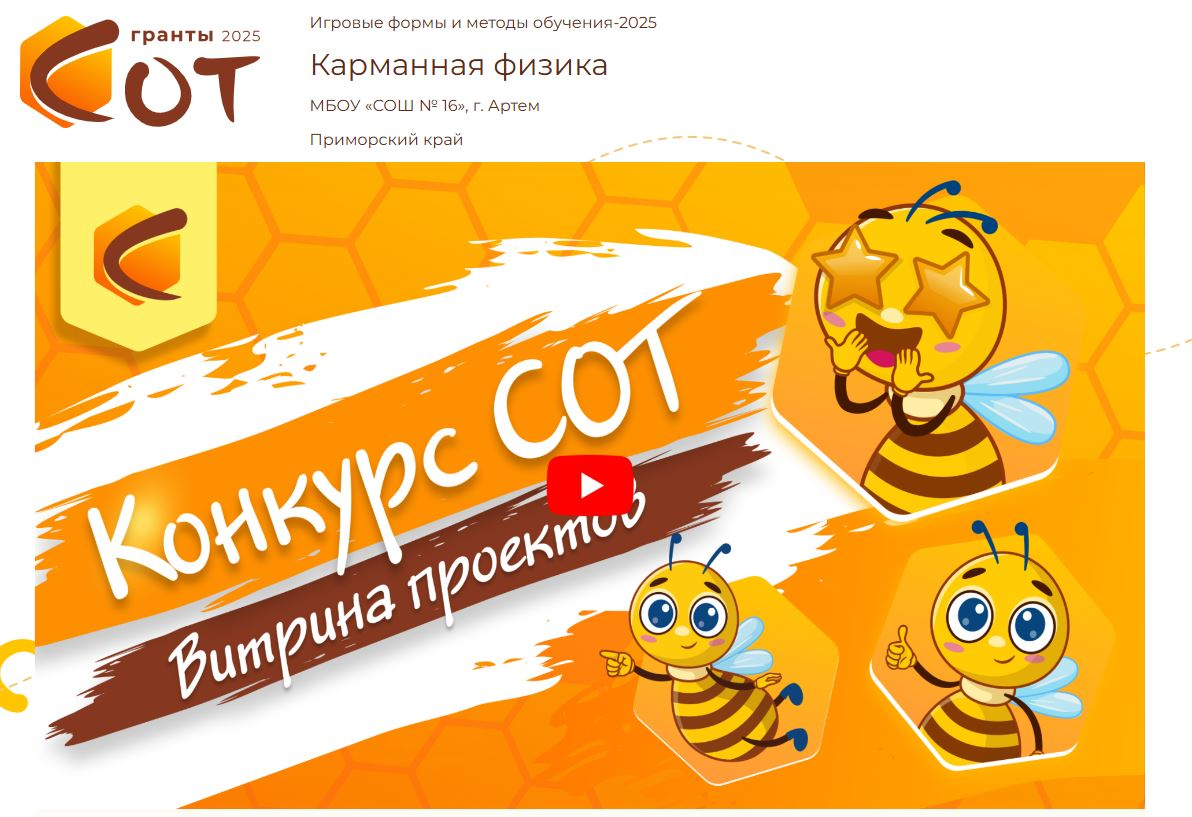 гранты 2025
Сот
Игровые формы и методы обучения-2025
Карманная физика
МБОУ «СОШ № 16», г. Артем
Приморский край
Конкурс СОТ
Витрина проектов